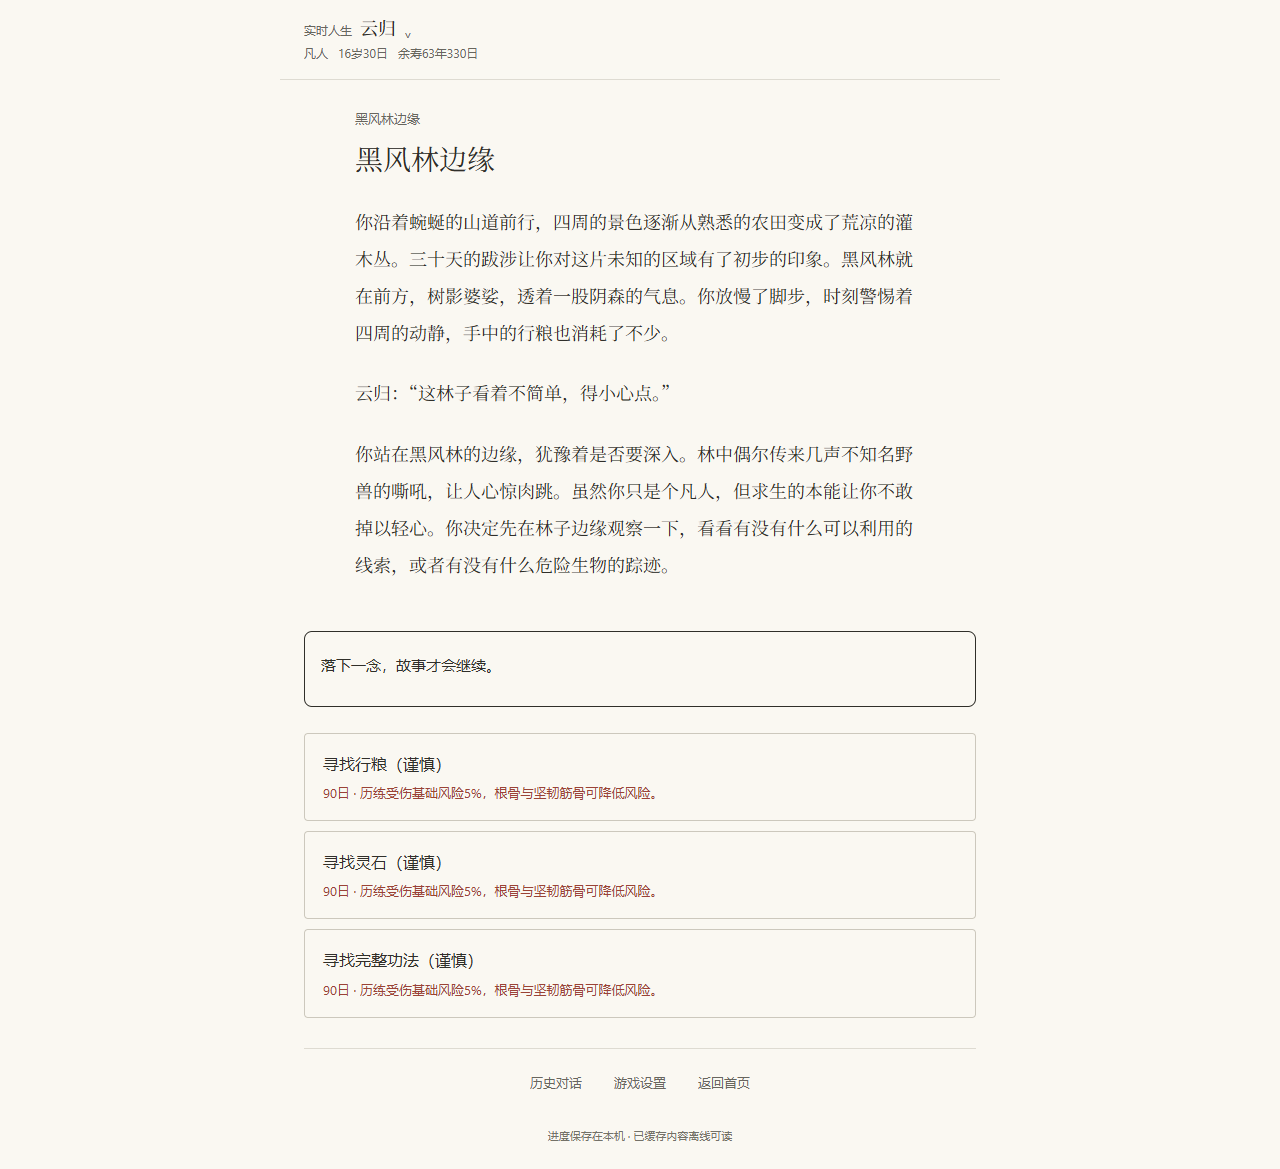 实时人生 云归 ⌄
凡人 16岁30日 余寿63年330日
黑风林边缘
黑风林边缘
你沿着蜿蜒的山道前行，四周的景色逐渐从熟悉的农田变成了荒凉的灌
木丛。三十天的跋涉让你对这片未知的区域有了初步的印象。黑风林就
在前方，树影婆娑，透着一股阴森的气息。你放慢了脚步，时刻警惕着
四周的动静，手中的行粮也消耗了不少。
云归：“这林子看着不简单，得小心点。”
你站在黑风林的边缘，犹豫着是否要深入。林中偶尔传来几声不知名野
兽的嘶吼，让人心惊肉跳。虽然你只是个凡人，但求生的本能让你不敢
掉以轻心。你决定先在林子边缘观察一下，看看有没有什么可以利用的
线索，或者有没有什么危险生物的踪迹。
落下一念，故事才会继续。
寻找行粮（谨慎）
90日 · 历练受伤基础风险5%，根骨与坚韧筋骨可降低风险。
寻找灵石（谨慎）
90日 · 历练受伤基础风险5%，根骨与坚韧筋骨可降低风险。
寻找完整功法（谨慎）
90日 · 历练受伤基础风险5%，根骨与坚韧筋骨可降低风险。
历史对话 游戏设置 返回首页
进度保存在本机 · 已缓存内容离线可读